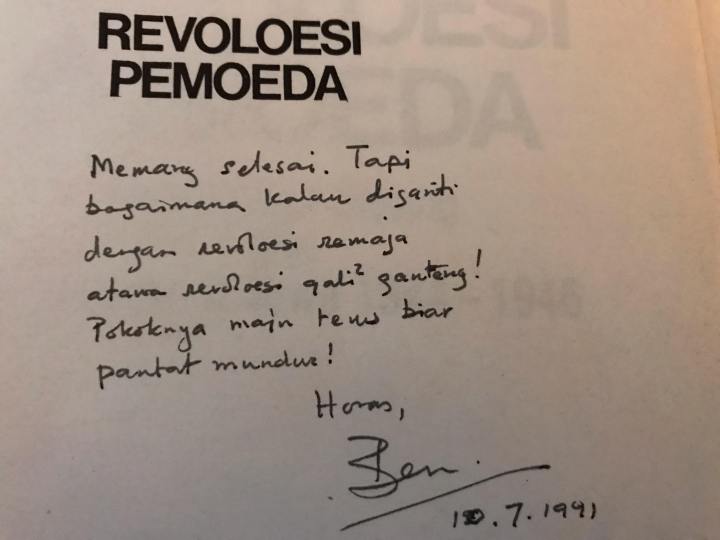 REVOLOESI
PEMOEDA
Memang selesai. Tapi
bagaimana kalau diganti
dengan revoloesi remaja
atawa revoloesi gali² ganteng!
Pokoknya main terus biar
pantat mundur!
Horas,
Ben.
10.7.1991